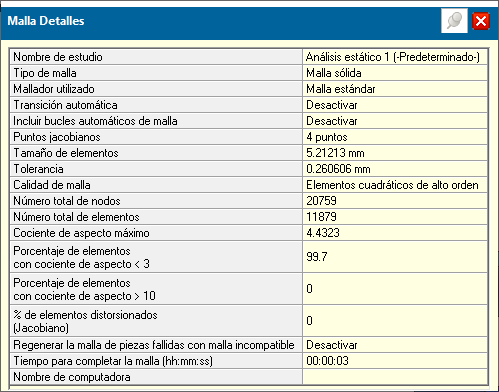 Malla Detalles
Nombre de estudio Análisis estático 1 (-Predeterminado-)
Tipo de malla Malla sólida
Mallador utilizado Malla estándar
Transición automática Desactivar
Incluir bucles automáticos de malla Desactivar
Puntos jacobianos 4 puntos
Tamaño de elementos 5.21213 mm
Tolerancia 0.260606 mm
Calidad de malla Elementos cuadráticos de alto orden
Número total de nodos 20759
Número total de elementos 11879
Cociente de aspecto máximo 4.4323
Porcentaje de elementos
con cociente de aspecto < 3 99.7
Porcentaje de elementos
con cociente de aspecto > 10 0
% de elementos distorsionados
(Jacobiano) 0
Regenerar la malla de piezas fallidas con malla incompatible Desactivar
Tiempo para completar la malla (hh:mm:ss) 00:00:03
Nombre de computadora